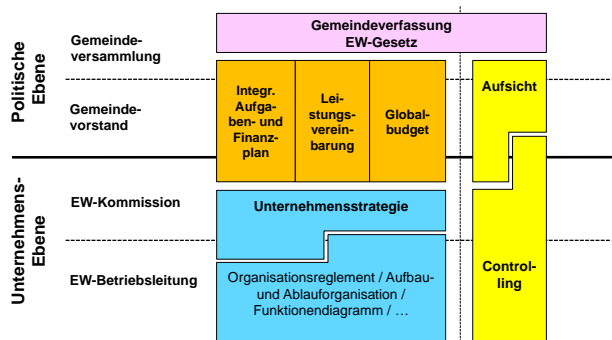 Politische
Ebene
Unternehmens-
Ebene
Gemeinde-
versammlung
Gemeinde-
vorstand
EW-Kommission
EW-Betriebsleitung
Gemeindeverfassung
EW-Gesetz
Integr.
Aufga-
ben- und
Finanz-
plan
Lei-
stungs-
verein-
barung
Global-
budget
Aufsicht
Unternehmensstrategie
Organisationsreglement / Aufbau-
und Ablauforganisation /
Funktionendiagramm / …
Control-
ling